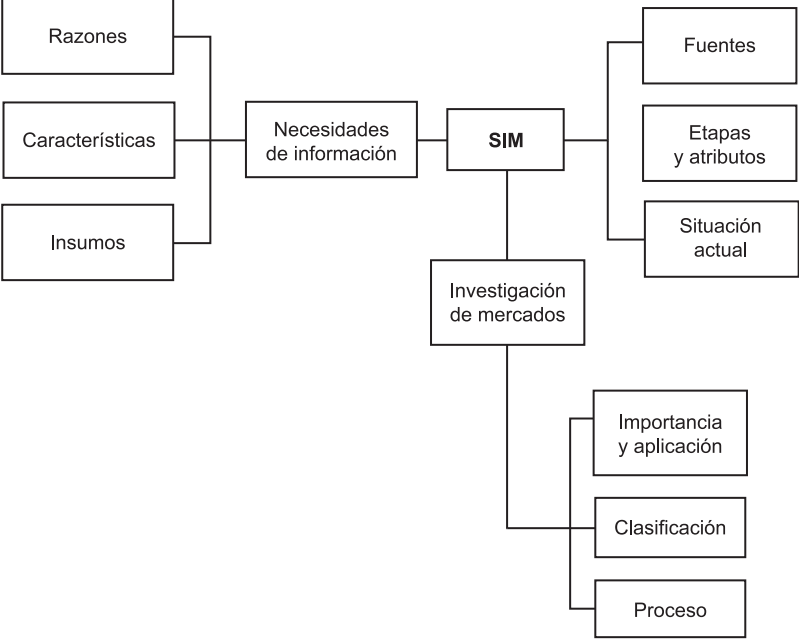 Razones
Características
Insumos
Necesidades
de información
SIM
Fuentes
Etapas
y atributos
Situación
actual
Investigación
de mercados
Importancia
y aplicación
Clasificación
Proceso